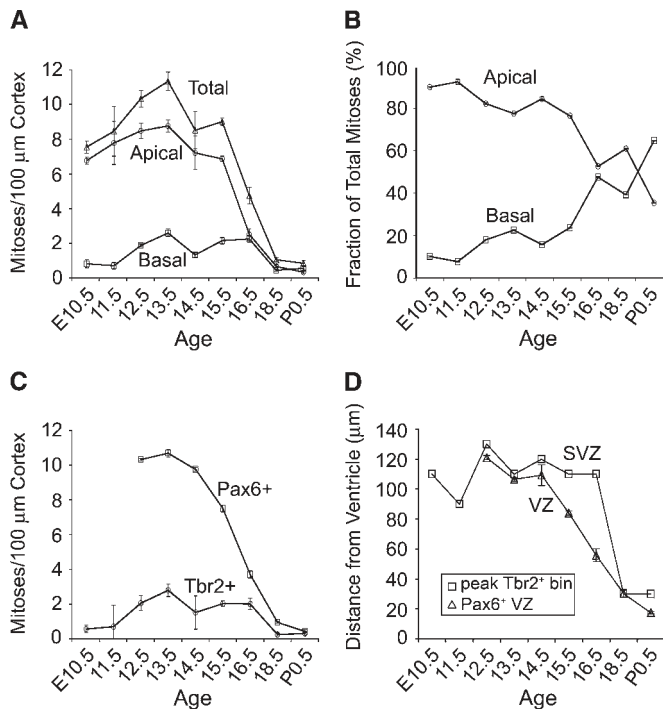 A
12
10
8
6
4
2
0
Mitoses/100 μm Cortex
Total
Apical
Basal
E10.5
11.5
12.5
13.5
14.5
15.5
16.5
18.5
P0.5
Age
B
100
80
60
40
20
0
Fraction of Total Mitoses (%)
Apical
Basal
E10.5
11.5
12.5
13.5
14.5
15.5
16.5
18.5
P0.5
Age
C
12
10
8
6
4
2
0
Mitoses/100 μm Cortex
Pax6+
Tbr2+
E10.5
11.5
12.5
13.5
14.5
15.5
16.5
18.5
P0.5
Age
D
140
120
100
80
60
40
20
0
Distance from Ventricle (μm)
SVZ
VZ
peak Tbr2⁺ bin
Pax6⁺ VZ
E10.5
11.5
12.5
13.5
14.5
15.5
16.5
18.5
P0.5
Age